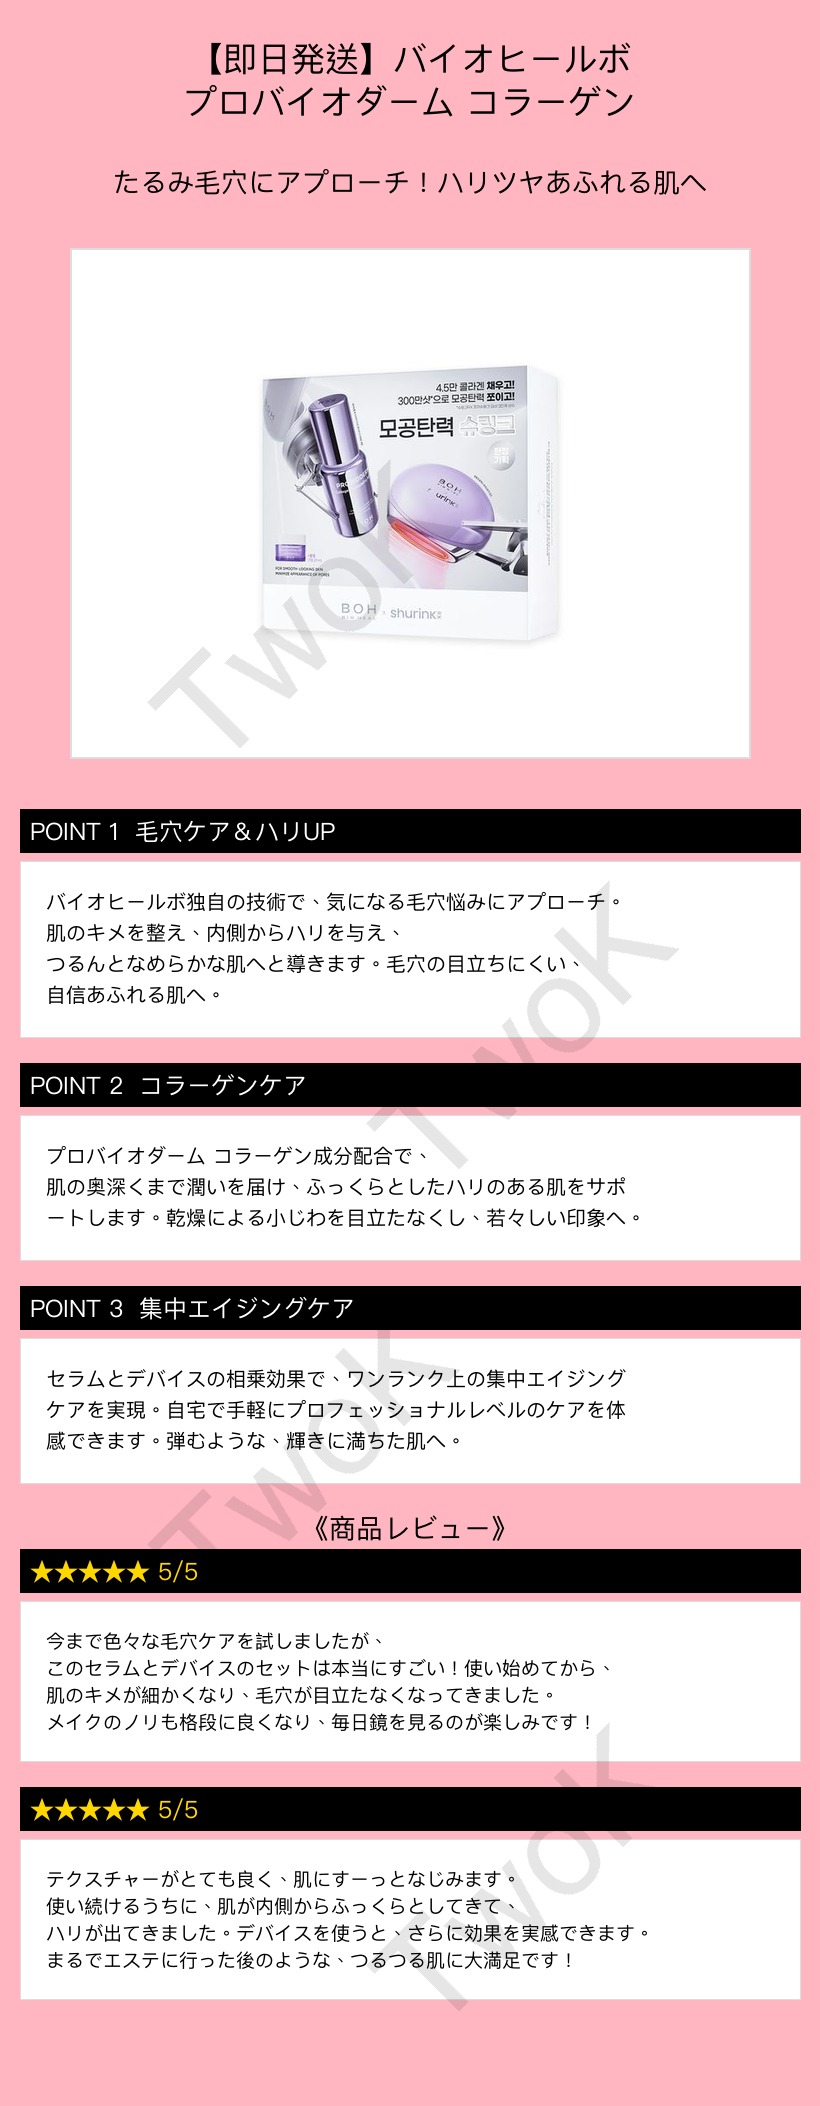 【即日発送】バイオヒールボ
プロバイオダーム コラーゲン
たるみ毛穴にアプローチ！ハリツヤあふれる肌へ
4.5만 콜라겐 채우고!
300만샷*으로 모공탄력 쪼이고!
모공탄력 슈링크
한정
기획
BOH
urink
PRO
BOH
FOR SMOOTH-LOOKING SKIN
MINIMIZE APPEARANCE OF PORES
BOH × shurink
BIO HEAL
TwoK
POINT 1 毛穴ケア＆ハリUP
バイオヒールボ独自の技術で、気になる毛穴悩みにアプローチ。
肌のキメを整え、内側からハリを与え、
つるんとなめらかな肌へと導きます。毛穴の目立ちにくい、
自信あふれる肌へ。
TwoK
POINT 2 コラーゲンケア
プロバイオダーム コラーゲン成分配合で、
肌の奥深くまで潤いを届け、ふっくらとしたハリのある肌をサポ
ートします。乾燥による小じわを目立たなくし、若々しい印象へ。
POINT 3 集中エイジングケア
セラムとデバイスの相乗効果で、ワンランク上の集中エイジング
ケアを実現。自宅で手軽にプロフェッショナルレベルのケアを体
感できます。弾むような、輝きに満ちた肌へ。
TwoK
《商品レビュー》
★★★★★ 5/5
今まで色々な毛穴ケアを試しましたが、
このセラムとデバイスのセットは本当にすごい！使い始めてから、
肌のキメが細かくなり、毛穴が目立たなくなってきました。
メイクのノリも格段に良くなり、毎日鏡を見るのが楽しみです！
★★★★★ 5/5
テクスチャーがとても良く、肌にすーっとなじみます。
使い続けるうちに、肌が内側からふっくらとしてきて、
ハリが出てきました。デバイスを使うと、さらに効果を実感できます。
まるでエステに行った後のような、つるつる肌に大満足です！
TwoK